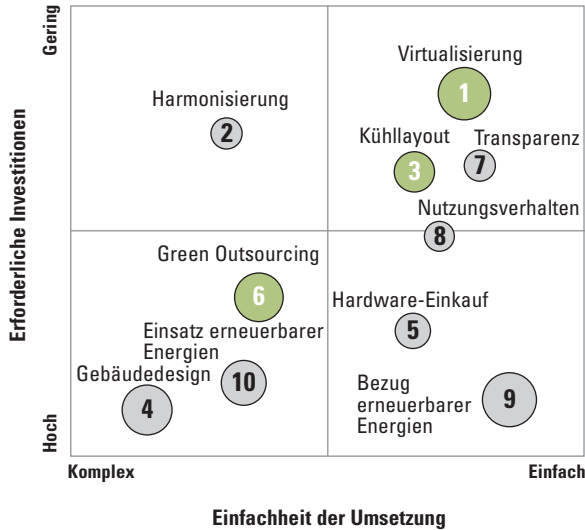 Erforderliche Investitionen
Gering
Hoch
Virtualisierung
1
Harmonisierung
2
Kühllayout
3
Transparenz
7
Nutzungsverhalten
8
Green Outsourcing
6
Hardware-Einkauf
5
Einsatz erneuerbarer
Energien
10
Gebäudedesign
4
Bezug
erneuerbarer
Energien
9
Komplex
Einfach
Einfachheit der Umsetzung